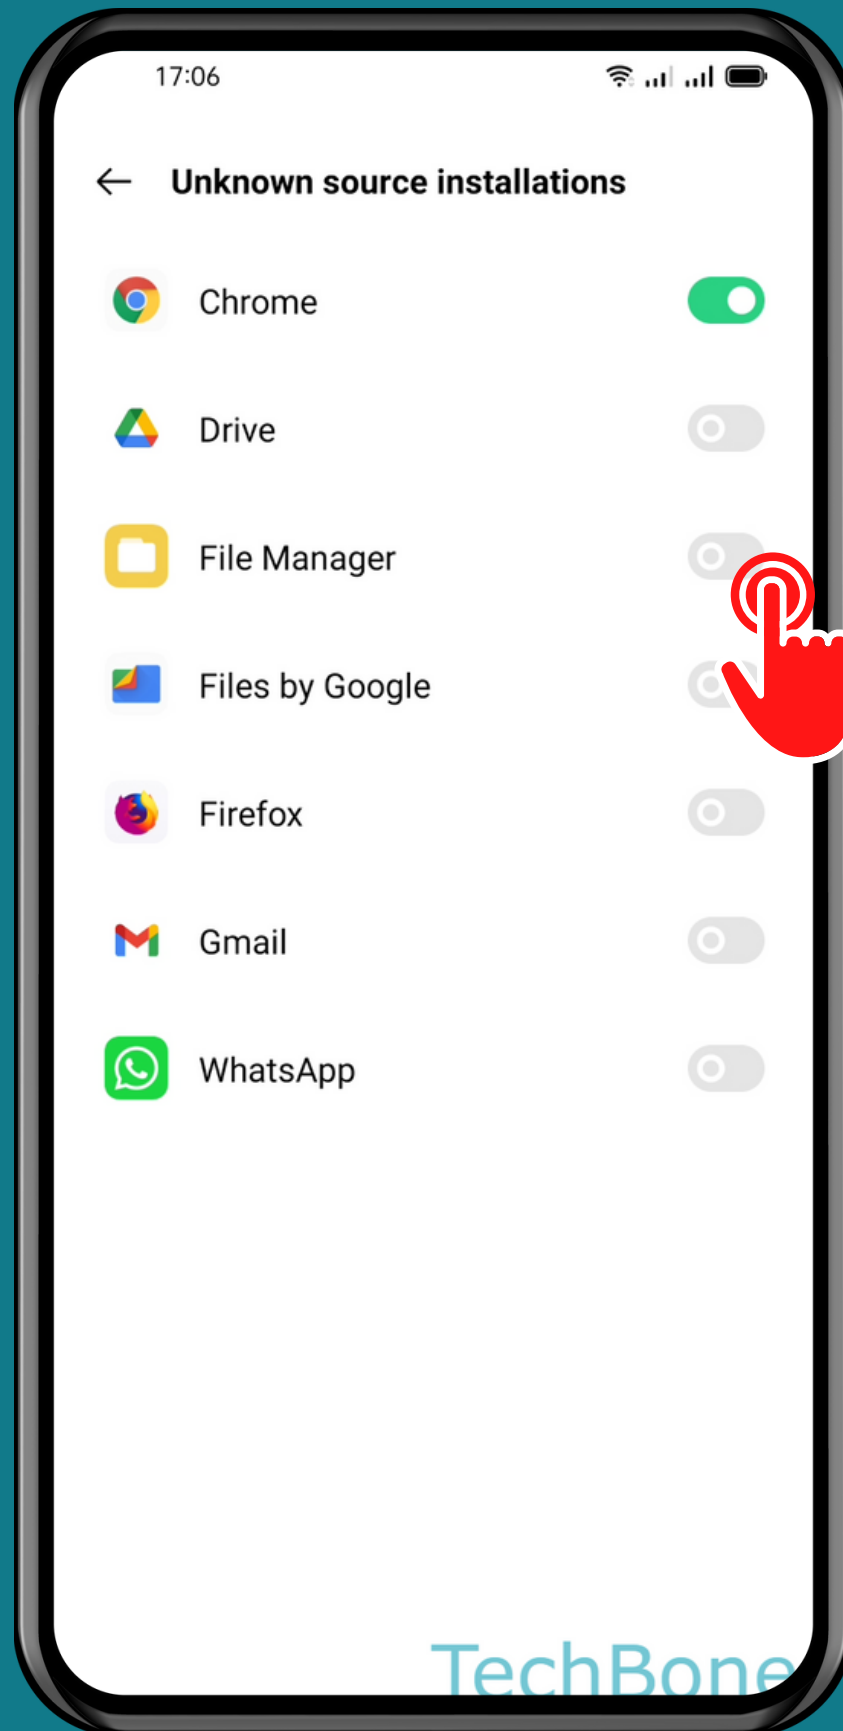 17:06
Unknown source installations
Chrome
Drive
File Manager
Files by Google
Firefox
Gmail
WhatsApp
TechBone